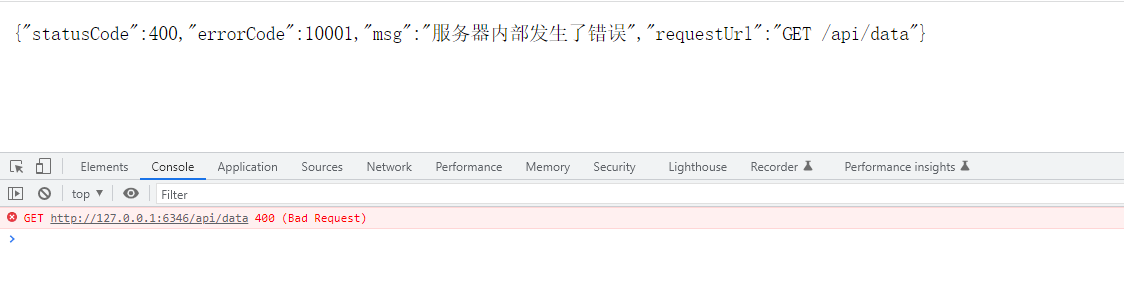 {"statusCode":400,"errorCode":10001,"msg":"服务器内部发生了错误","requestUrl":"GET /api/data"}
Elements Console Application Sources Network Performance Memory Security Lighthouse Recorder Performance insights
top ▼ Filter
GET http://127.0.0.1:6346/api/data 400 (Bad Request)
>